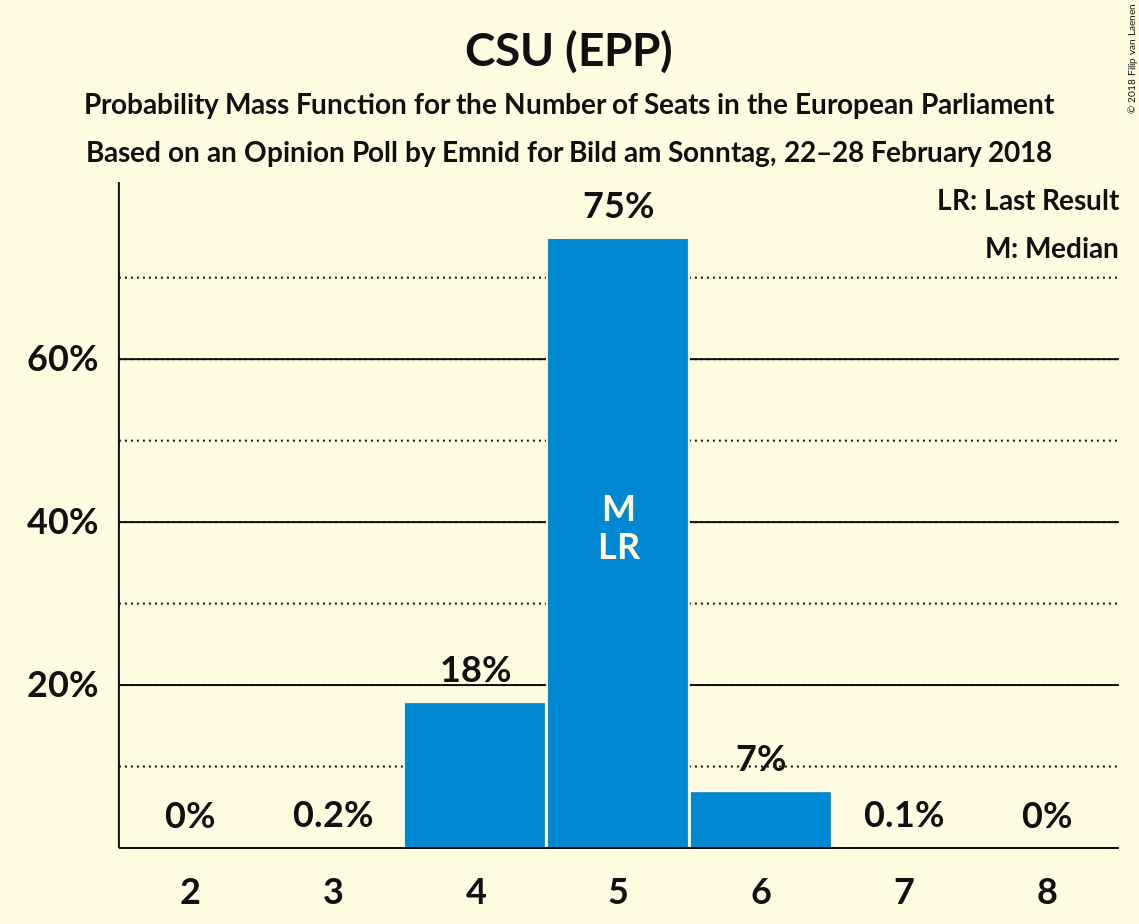 CSU (EPP)
Probability Mass Function for the Number of Seats in the European Parliament
Based on an Opinion Poll by Emnid for Bild am Sonntag, 22–28 February 2018
© 2018 Filip van Laenen
LR: Last Result
M: Median
75%
60%
40%
20%
M
LR
18%
7%
0%
0.2%
0.1%
0%
2
3
4
5
6
7
8